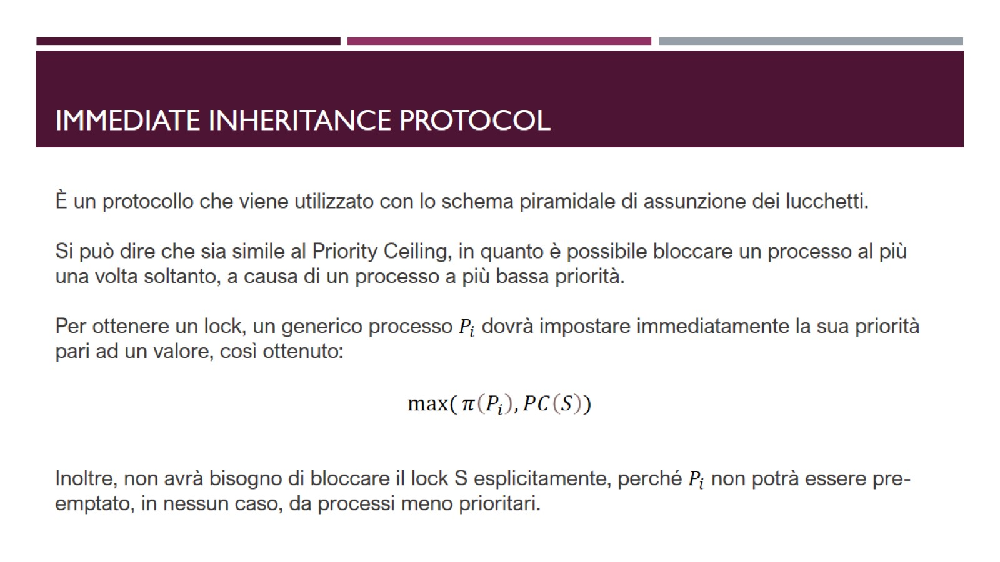 IMMEDIATE INHERITANCE PROTOCOL
È un protocollo che viene utilizzato con lo schema piramidale di assunzione dei lucchetti.
Si può dire che sia simile al Priority Ceiling, in quanto è possibile bloccare un processo al più
una volta soltanto, a causa di un processo a più bassa priorità.
Per ottenere un lock, un generico processo Pᵢ dovrà impostare immediatamente la sua priorità
pari ad un valore, così ottenuto:
max( π(Pᵢ), PC(S))
Inoltre, non avrà bisogno di bloccare il lock S esplicitamente, perché Pᵢ non potrà essere pre-
emptato, in nessun caso, da processi meno prioritari.